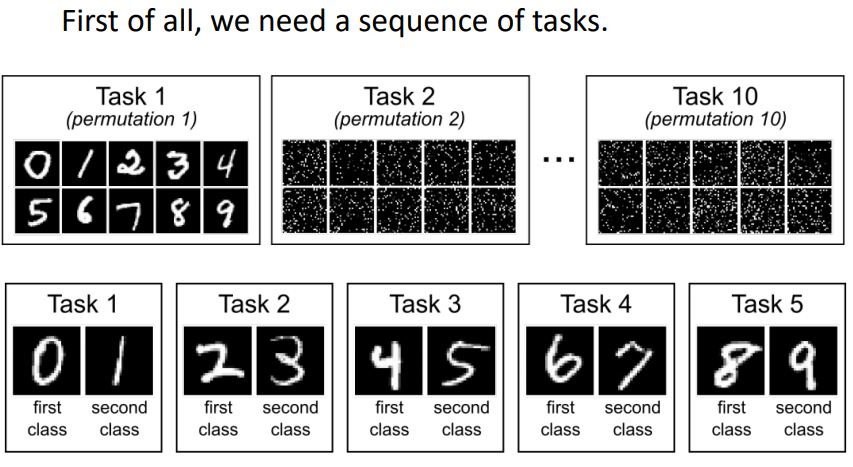 First of all, we need a sequence of tasks.
Task 1
(permutation 1)
0 1 2 3 4
5 6 7 8 9
Task 2
(permutation 2)
...
Task 10
(permutation 10)
Task 1
0 1
first class
second class
Task 2
2 3
first class
second class
Task 3
4 5
first class
second class
Task 4
6 7
first class
second class
Task 5
8 9
first class
second class